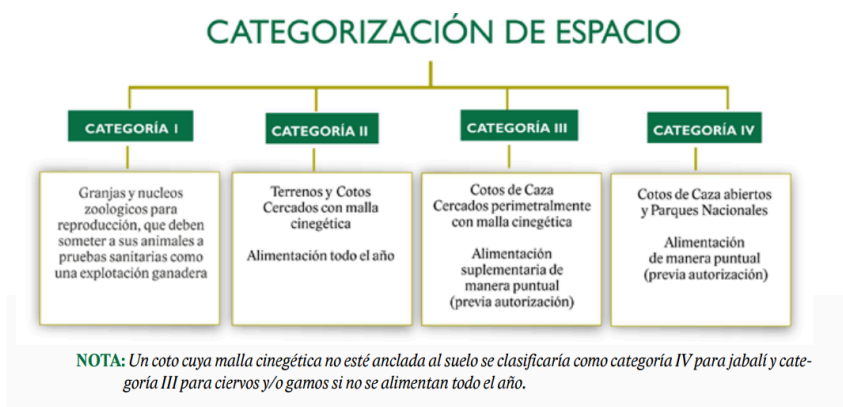 CATEGORIZACIÓN DE ESPACIO
CATEGORÍA I
Granjas y nucleos
zoologicos para
reproducción, que deben
someter a sus animales a
pruebas sanitarias como
una explotación ganadera
CATEGORÍA II
Terrenos y Cotos
Cercados con malla
cinegética
Alimentación todo el año
CATEGORÍA III
Cotos de Caza
Cercados perimetralmente
con malla cinegética
Alimentación
suplementaria de
manera puntual
(previa autorización)
CATEGORÍA IV
Cotos de Caza abiertos
y Parques Nacionales
Alimentación
de manera puntual
(previa autorización)
NOTA: Un coto cuya malla cinegética no esté anclada al suelo se clasificaría como categoría IV para jabalí y cate-
goría III para ciervos y/o gamos si no se alimentan todo el año.